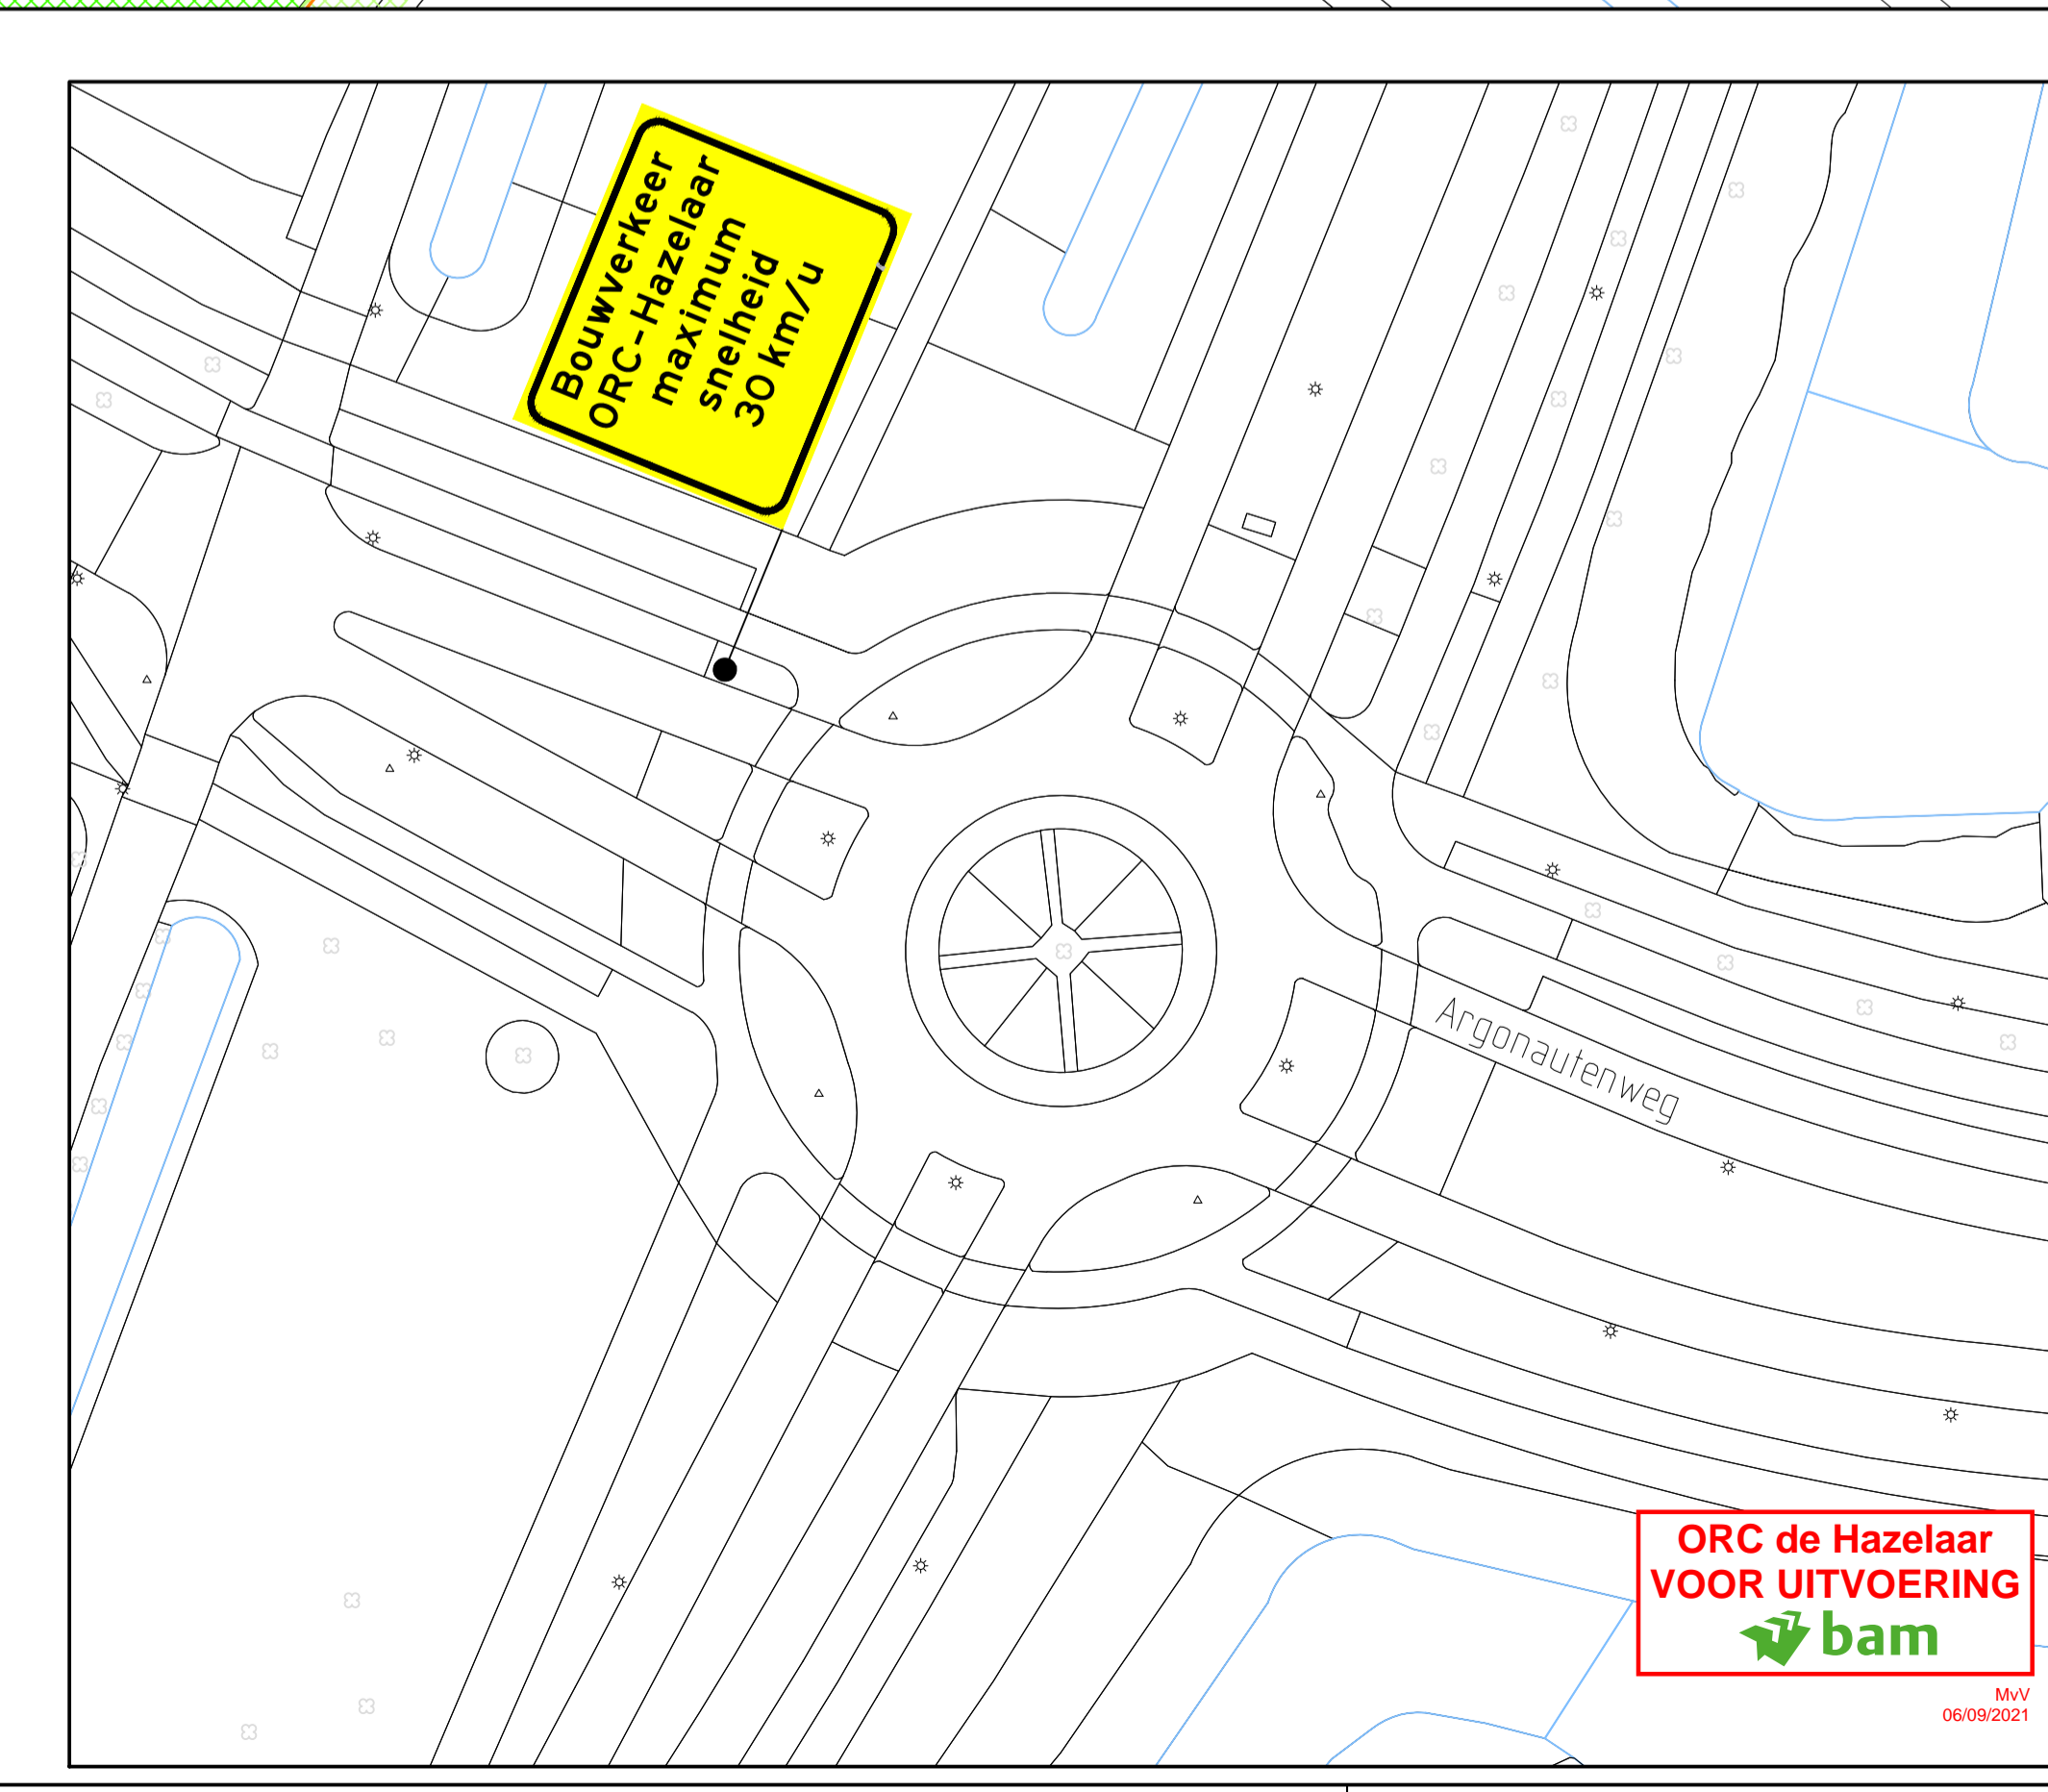 Bouwverkeer
ORC-Hazelaar
maximum
snelheid
30 km/u
Argonautenweg
ORC de Hazelaar
VOOR UITVOERING
bam
MvV
06/09/2021